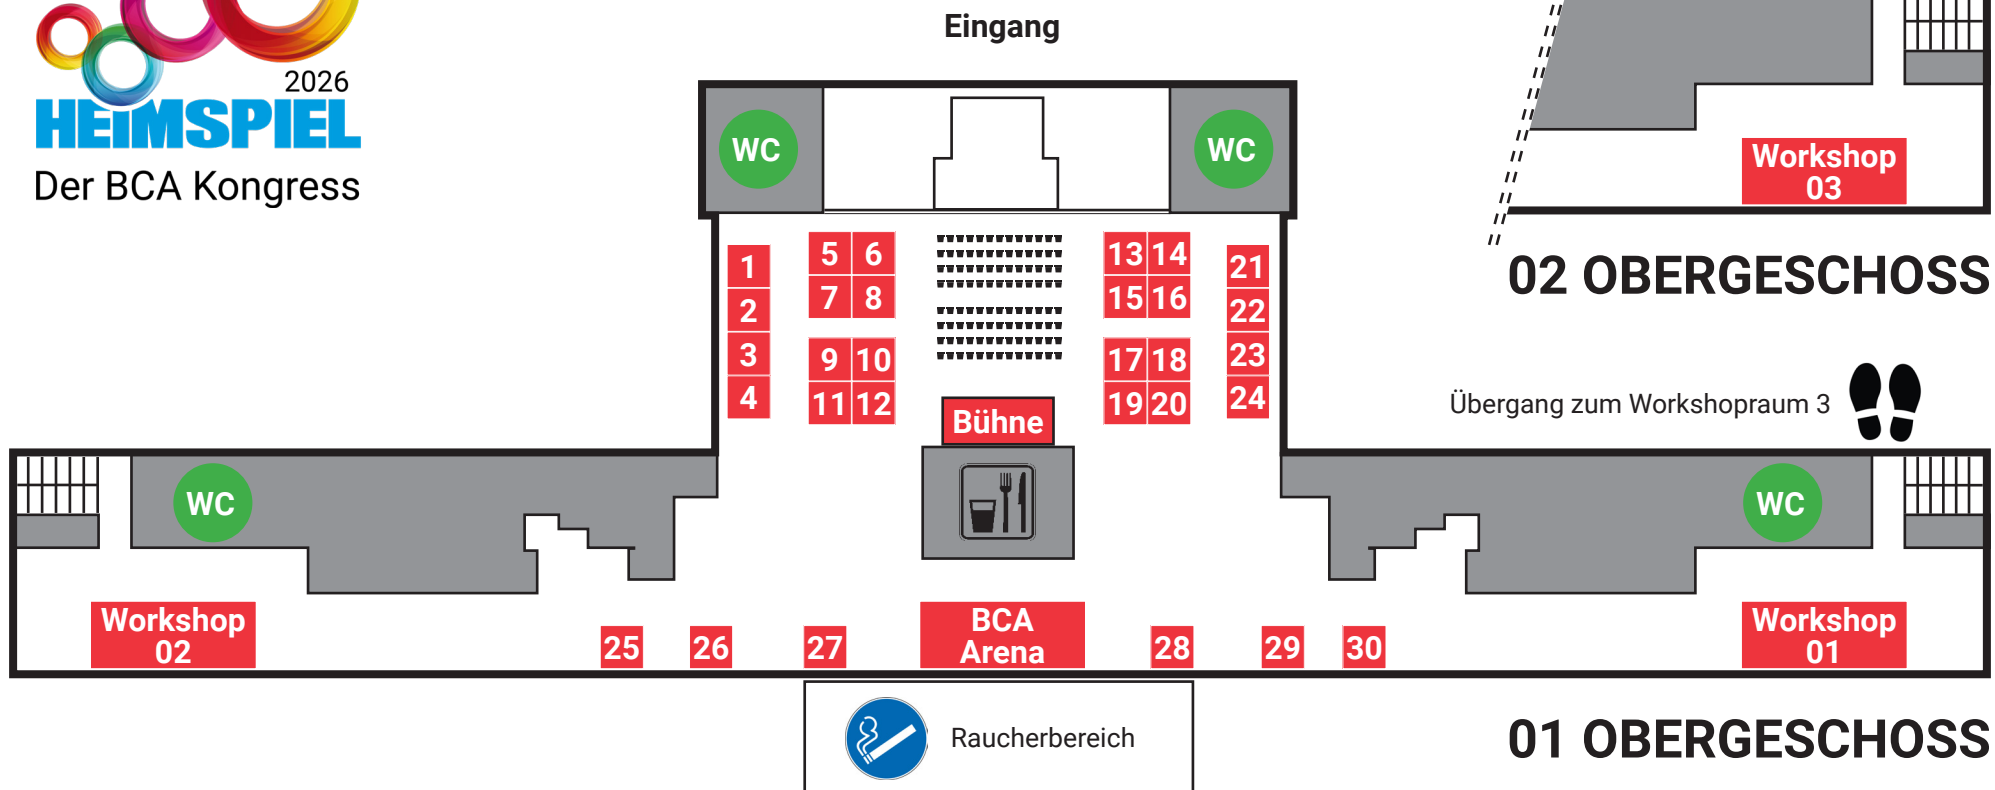 Eingang
2026
HEIMSPIEL
Der BCA Kongress
WC
WC
Workshop
03
1
2
3
4
5 6
7 8
9 10
11 12
13 14
15 16
17 18
19 20
21
22
23
24
02 OBERGESCHOSS
Übergang zum Workshopraum 3
Bühne
WC
WC
Workshop
02
25
26
27
BCA
Arena
28
29
30
Workshop
01
Raucherbereich
01 OBERGESCHOSS